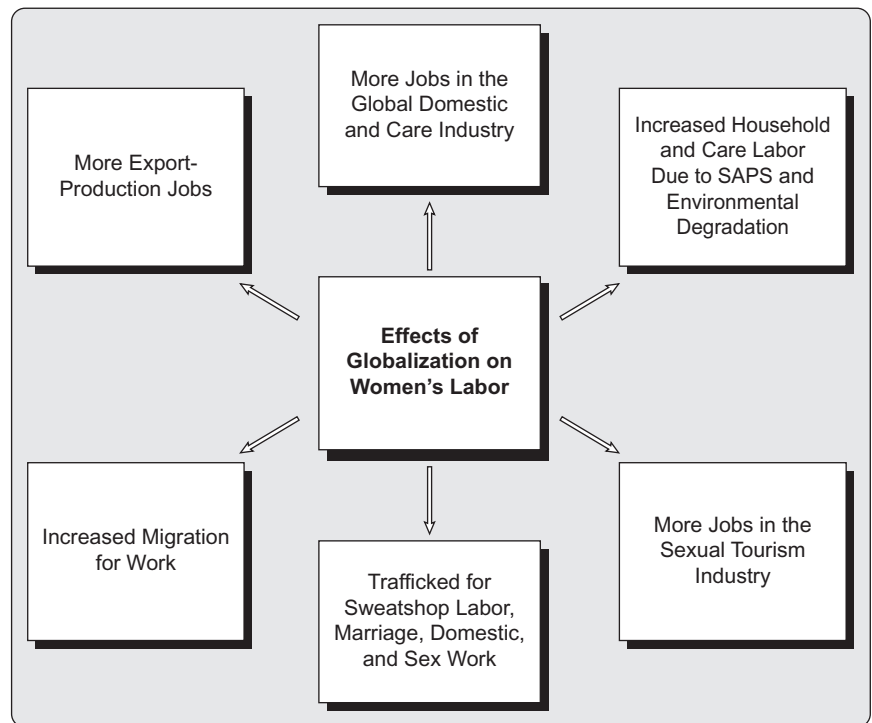 More Jobs in the
Global Domestic
and Care Industry
More Export-
Production Jobs
Increased Household
and Care Labor
Due to SAPS and
Environmental
Degradation
Effects of
Globalization on
Women's Labor
Increased Migration
for Work
Trafficked for
Sweatshop Labor,
Marriage, Domestic,
and Sex Work
More Jobs in the
Sexual Tourism
Industry